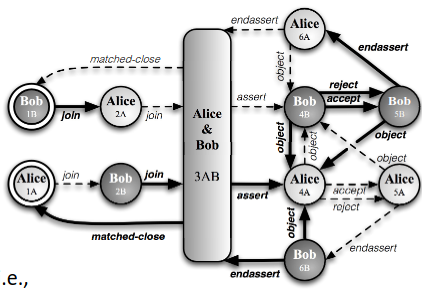 endassert
Alice
6A
matched-close
endassert
object
Bob
1B
join
Alice
2A
join
assert
Bob
4B
reject
accept
Bob
5B
Alice
& Bob
3AB
object
object
object
object
Alice
1A
join
Bob
2B
join
assert
Alice
4A
accept
reject
Alice
5A
matched-close
object
endassert
endassert
Bob
6B
.e.,